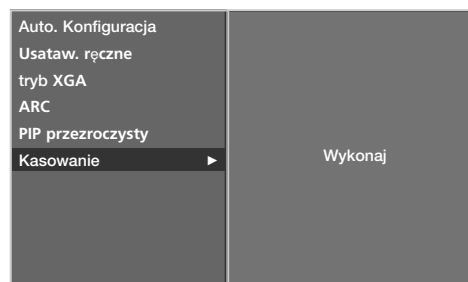 Auto. Konfiguracja
Usataw. ręczne
tryb XGA
ARC
PIP przezroczysty
Kasowanie ►
Wykonaj